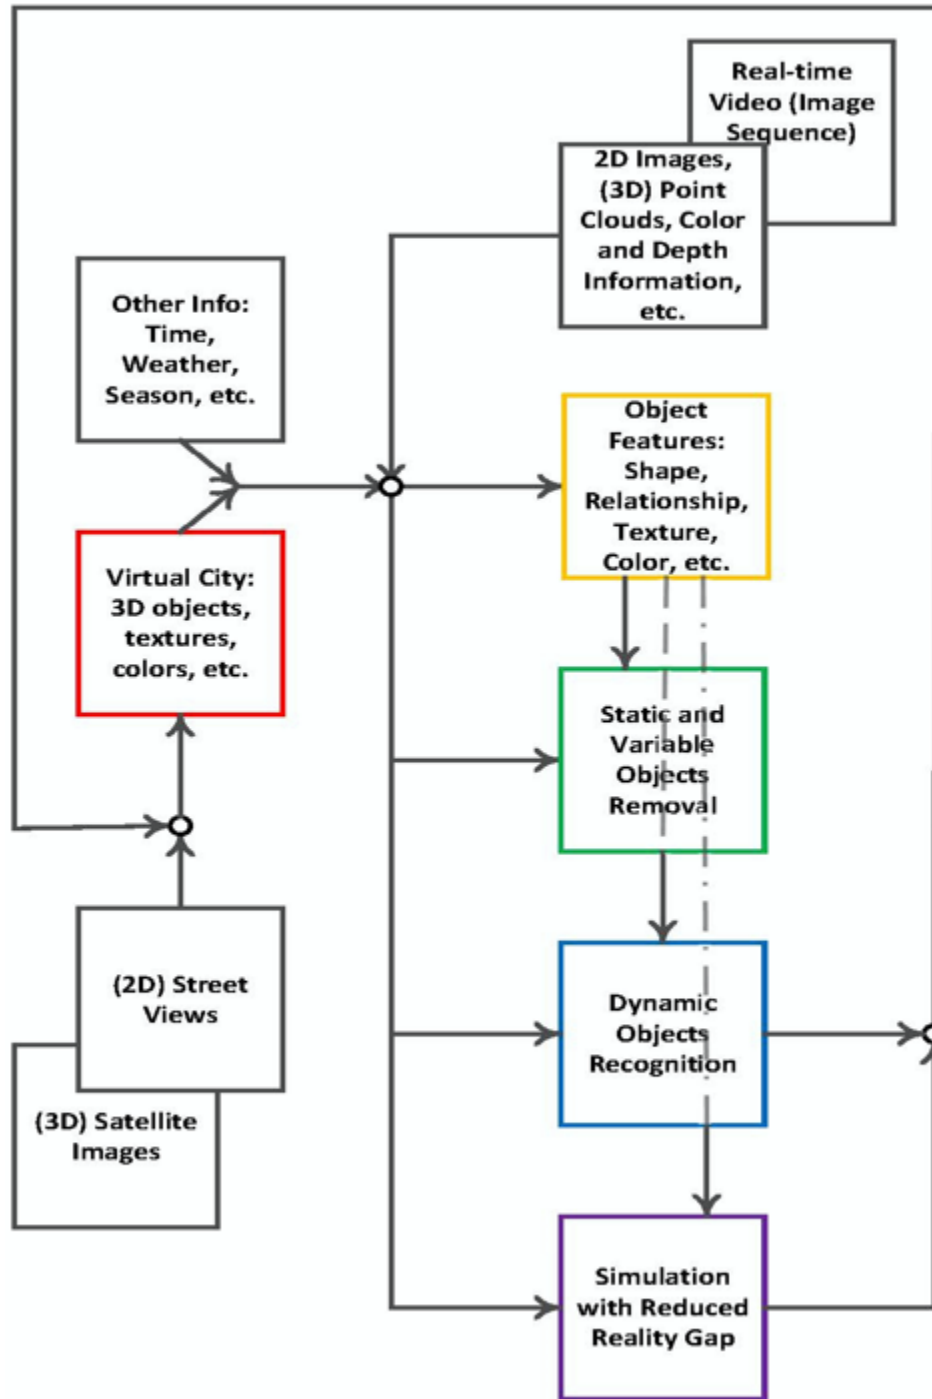 Real-time
Video (Image
Sequence)
2D Images,
(3D) Point
Clouds, Color
and Depth
Information,
etc.
Other Info:
Time,
Weather,
Season, etc.
Object
Features:
Shape,
Relationship,
Texture,
Color, etc.
Virtual City:
3D objects,
textures,
colors, etc.
Static and
Variable
Objects
Removal
(2D) Street
Views
(3D) Satellite
Images
Dynamic
Objects
Recognition
Simulation
with Reduced
Reality Gap